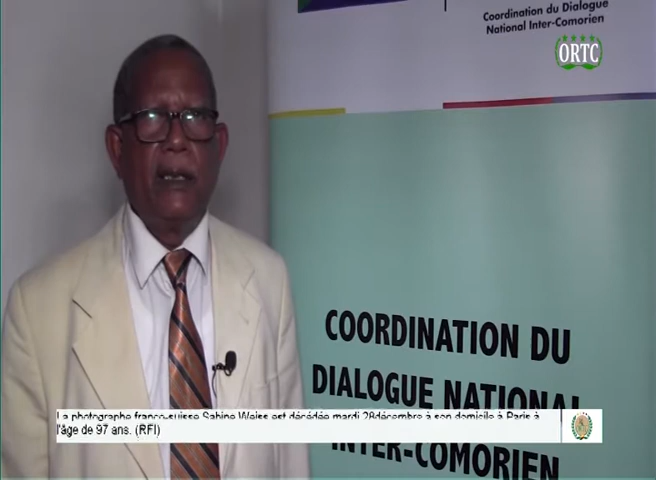 Coordination du Dialogue
National Inter-Comorien
ORTC
COORDINATION DU
DIALOGUE NATIONAL
INTER-COMORIEN
La photographe franco-suisse Sabine Weiss est décédée mardi 28décembre à son domicile à Paris à
l'âge de 97 ans. (RFI)